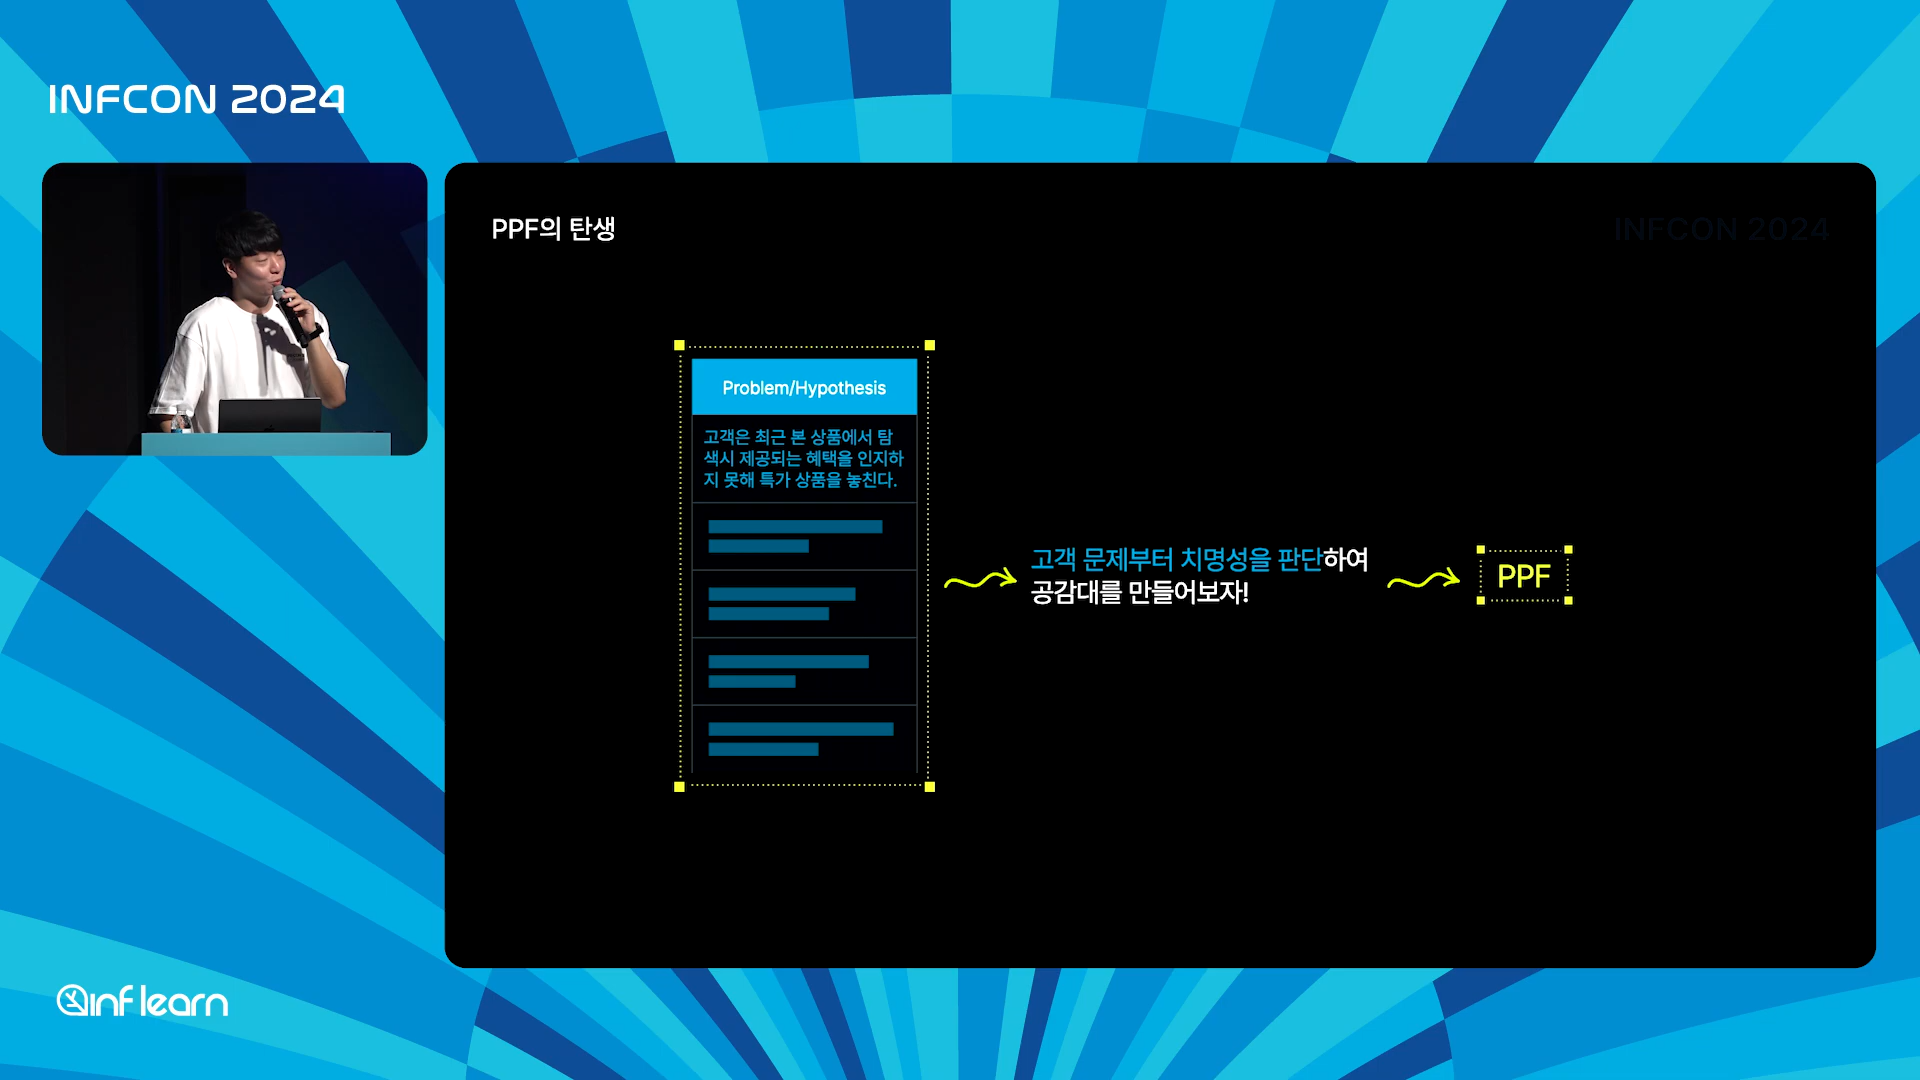 INFCON 2024
PPF의 탄생
INFCON 2024
Problem/Hypothesis
고객은 최근 본 상품에서 탐
색시 제공되는 혜택을 인지하
지 못해 특가 상품을 놓친다.
고객 문제부터 치명성을 판단하여
공감대를 만들어보자!
PPF
inflearn